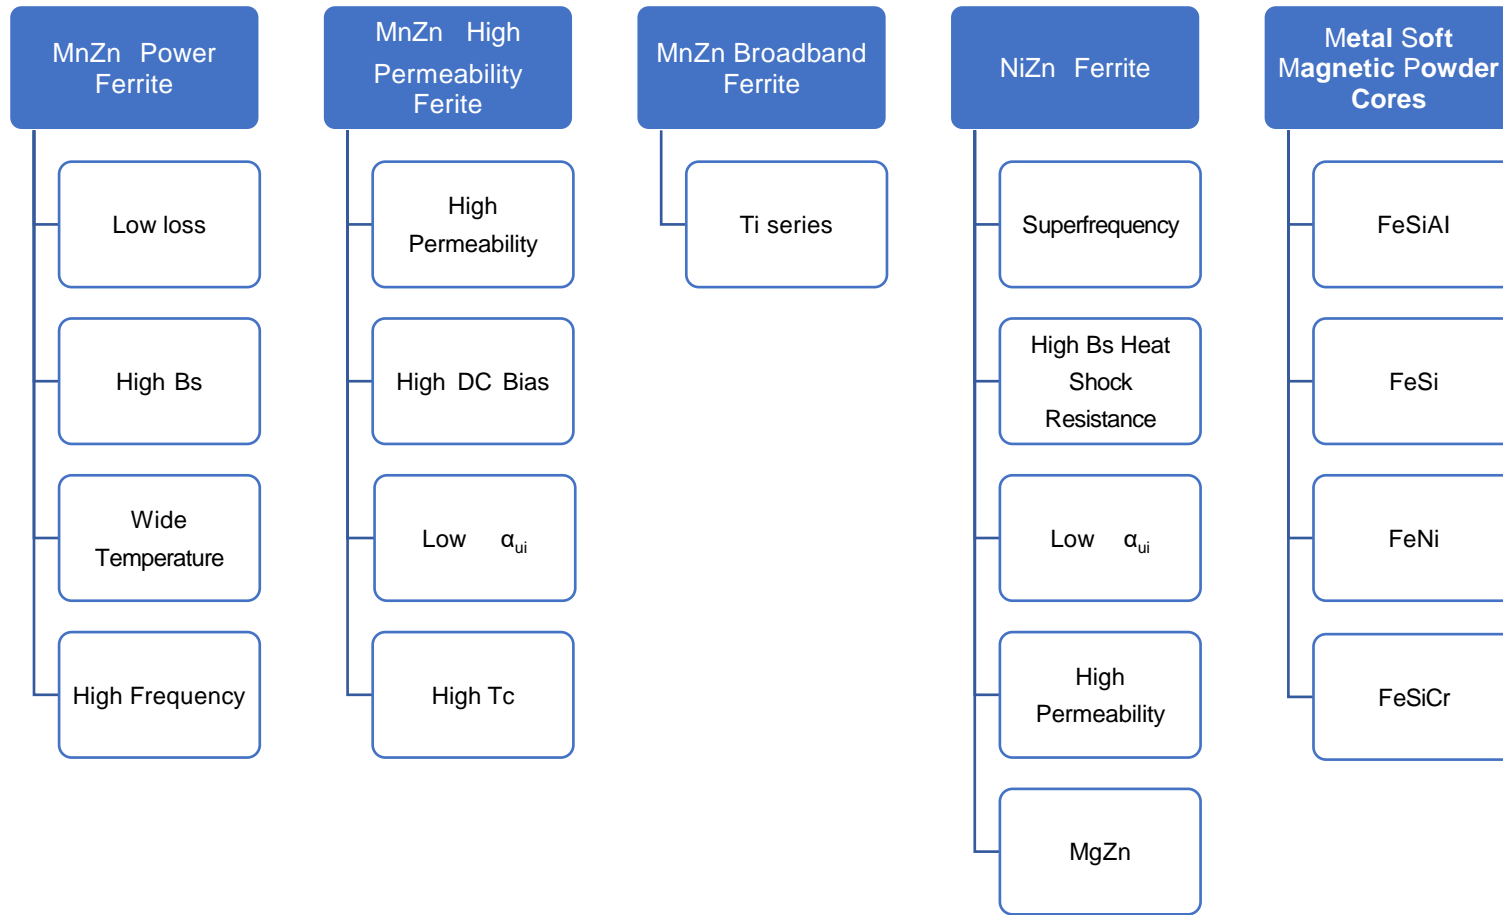 MnZn Power
Ferrite
Low loss
High Bs
Wide
Temperature
High Frequency
MnZn High
Permeability
Ferite
High
Permeability
High DC Bias
Low αui
High Tc
MnZn Broadband
Ferrite
Ti series
NiZn Ferrite
Superfrequency
High Bs Heat
Shock
Resistance
Low αui
High
Permeability
MgZn
Metal Soft
Magnetic Powder
Cores
FeSiAl
FeSi
FeNi
FeSiCr